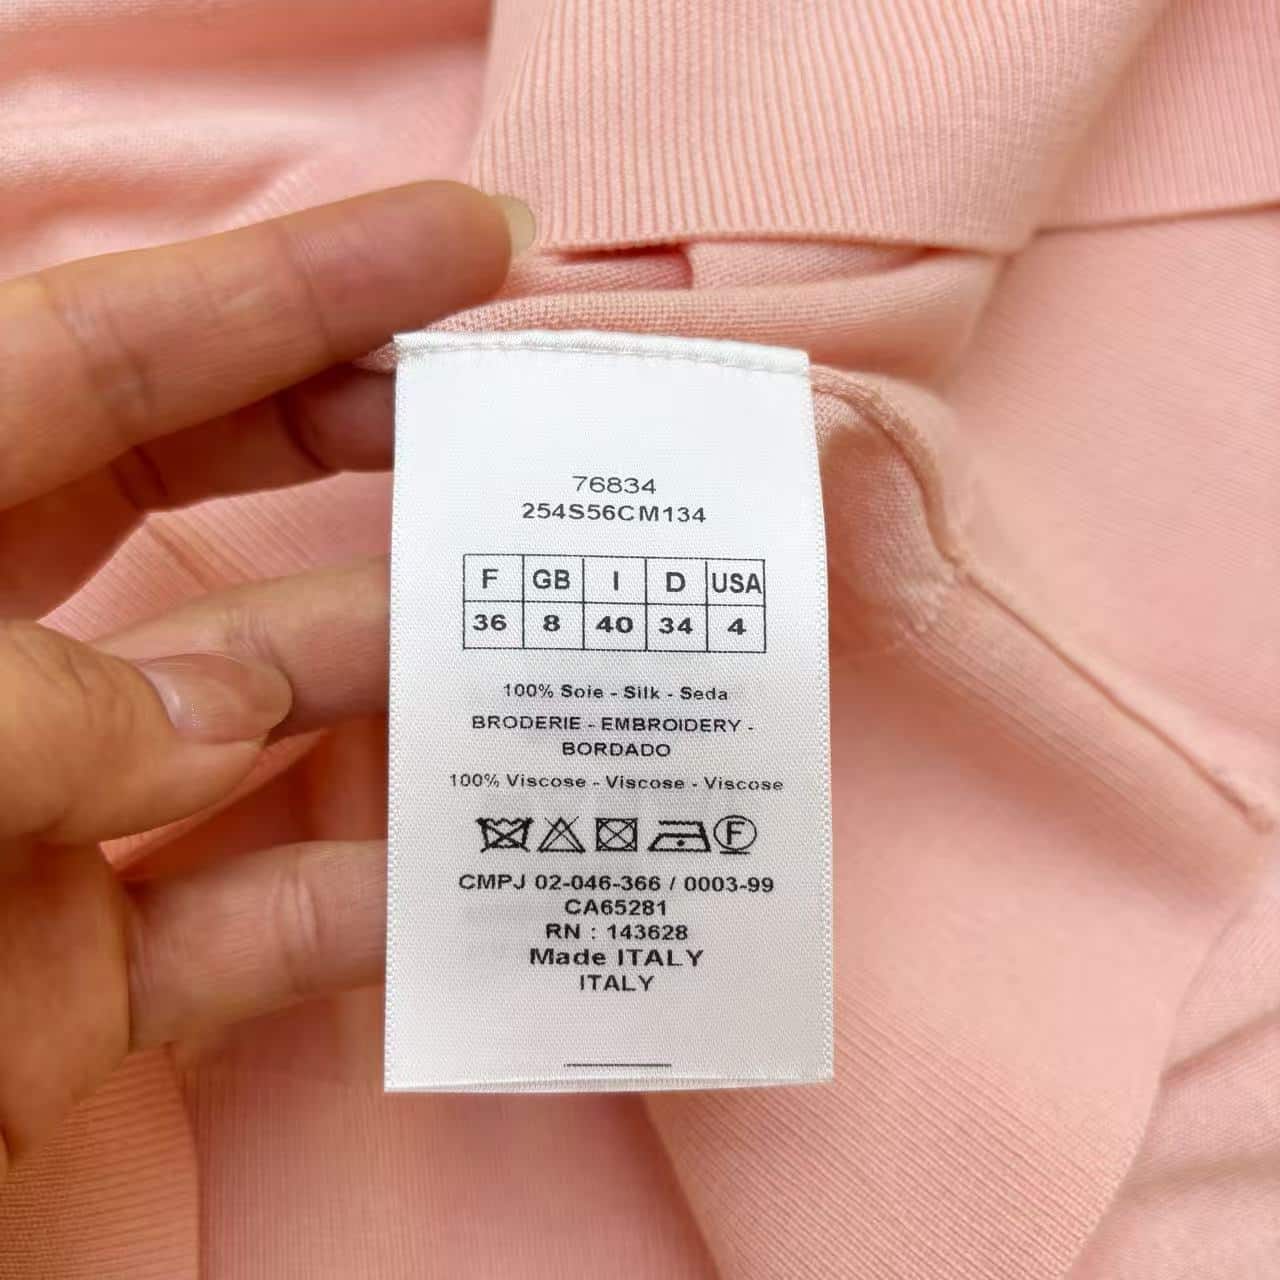 76834
254S56CM134
F GB I D USA
36 8 40 34 4
100% Soie - Silk - Seda
BRODERIE - EMBROIDERY -
BORDADO
100% Viscose - Viscose - Viscose
F
CMPJ 02-046-366 / 0003-99
CA65281
RN : 143628
Made ITALY
ITALY